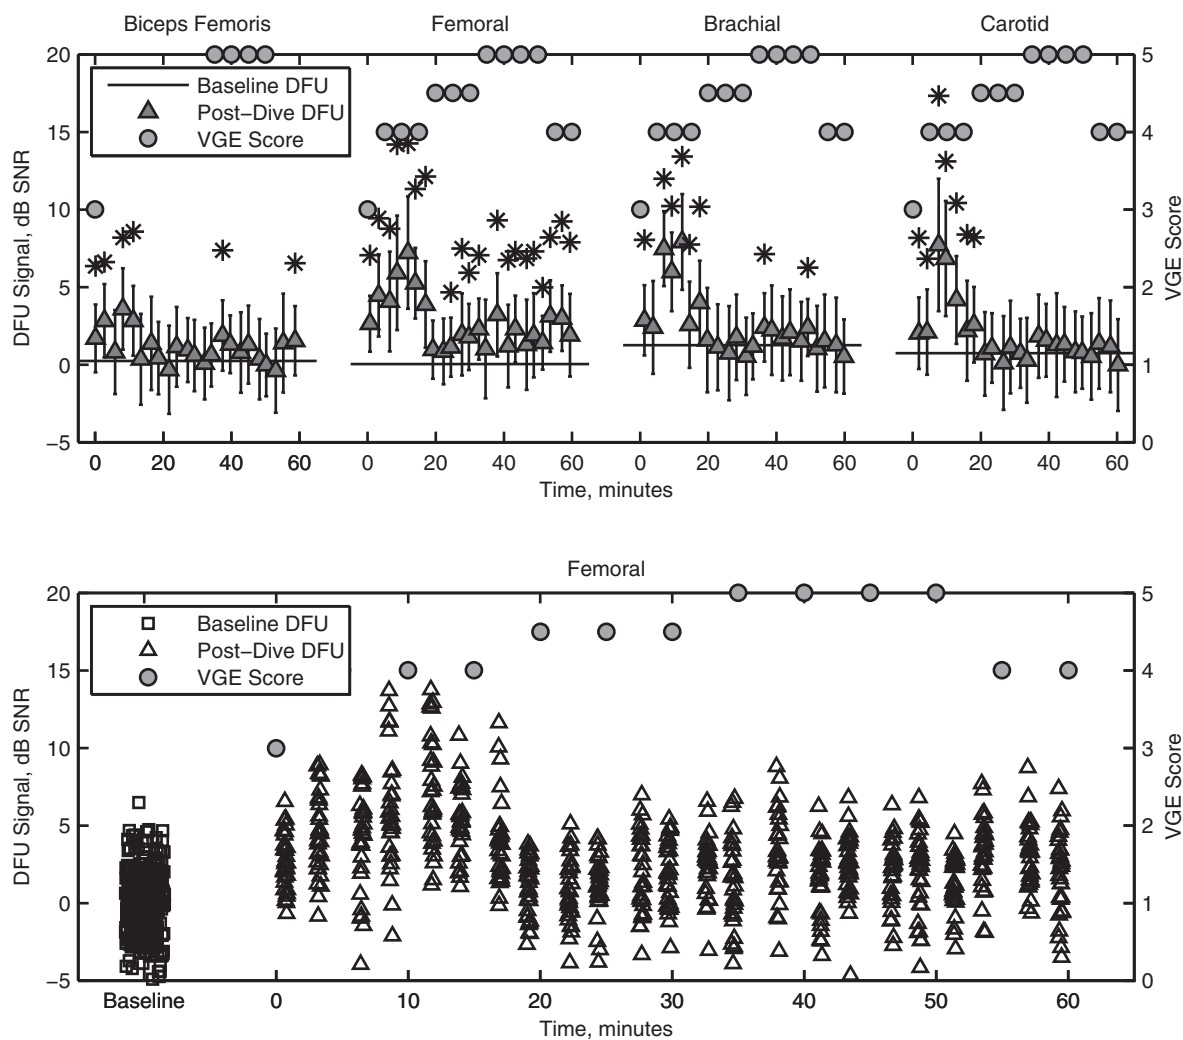 Biceps Femoris Femoral Brachial Carotid
20 5
Baseline DFU
Post−Dive DFU
VGE Score
15 4
10 3
5 2
0 1
−5 0
DFU Signal, dB SNR
VGE Score
0 20 40 60 0 20 40 60 0 20 40 60 0 20 40 60
Time, minutes
Femoral
20 5
Baseline DFU
Post−Dive DFU
VGE Score
15 4
10 3
5 2
0 1
−5 0
DFU Signal, dB SNR
VGE Score
Baseline 0 10 20 30 40 50 60
Time, minutes